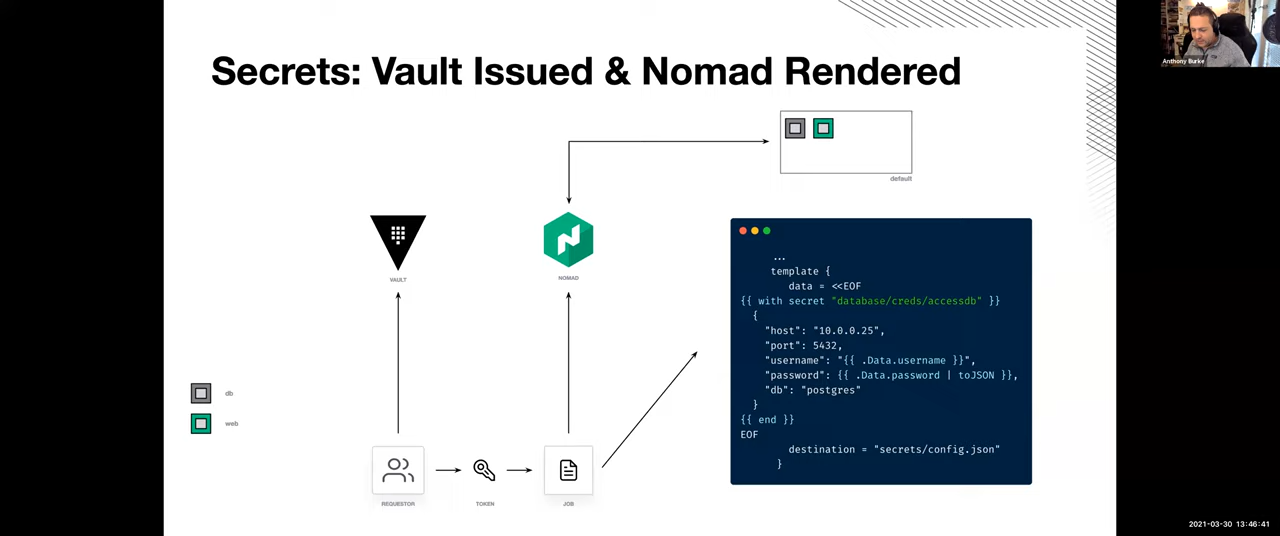 Secrets: Vault Issued & Nomad Rendered
Anthony Burke
default
VAULT
NOMAD
...
template {
data = <<EOF
{{ with secret "database/creds/accessdb" }}
{
"host": "10.0.0.25",
"port": 5432,
"username": "{{ .Data.username }}",
"password": {{ .Data.password | toJSON }},
"db": "postgres"
}
{{ end }}
EOF
destination = "secrets/config.json"
}
db
web
REQUESTOR
TOKEN
JOB
2021-03-30 13:46:41